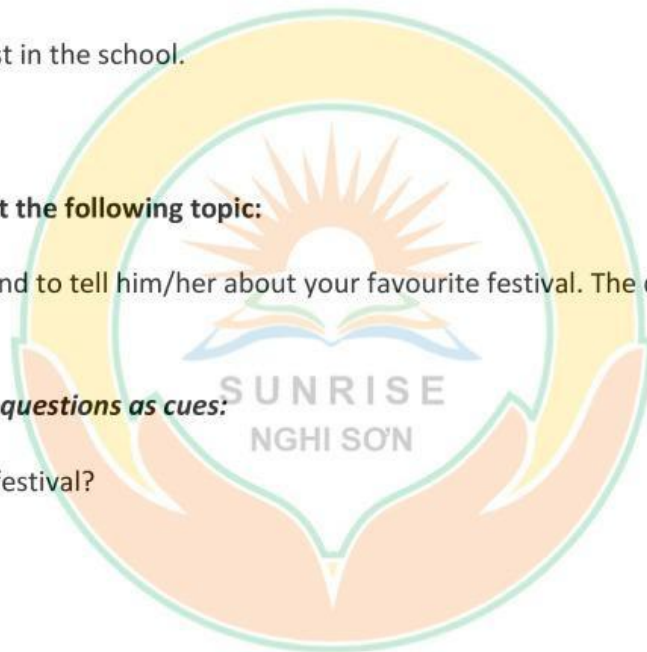 st in the school.
t the following topic:
nd to tell him/her about your favourite festival. The
questions as cues:
SUNRISE
NGHI SƠN
festival?